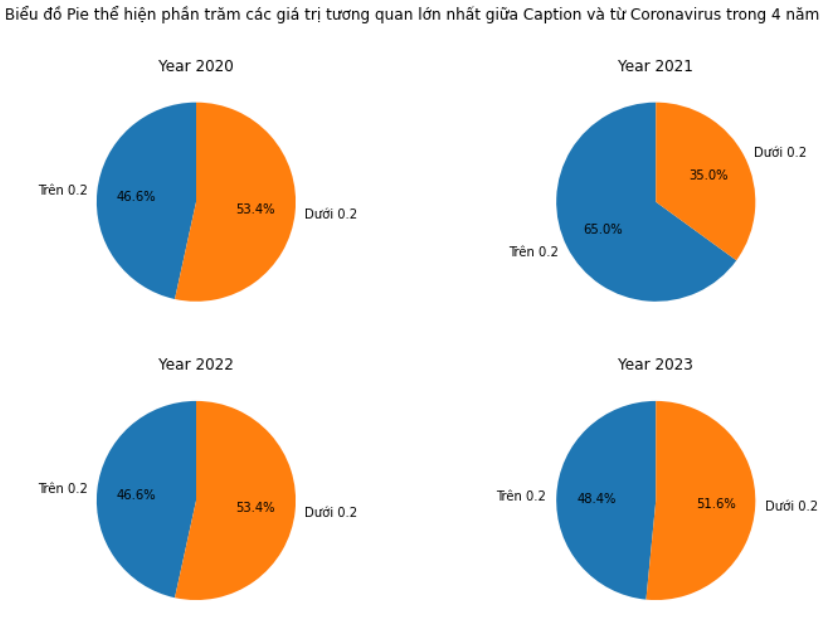 Biểu đồ Pie thể hiện phần trăm các giá trị tương quan lớn nhất giữa Caption và từ Coronavirus trong 4 năm
Year 2020
Trên 0.2
46.6%
53.4%
Dưới 0.2
Year 2021
Dưới 0.2
35.0%
65.0%
Trên 0.2
Year 2022
Trên 0.2
46.6%
53.4%
Dưới 0.2
Year 2023
Trên 0.2
48.4%
51.6%
Dưới 0.2